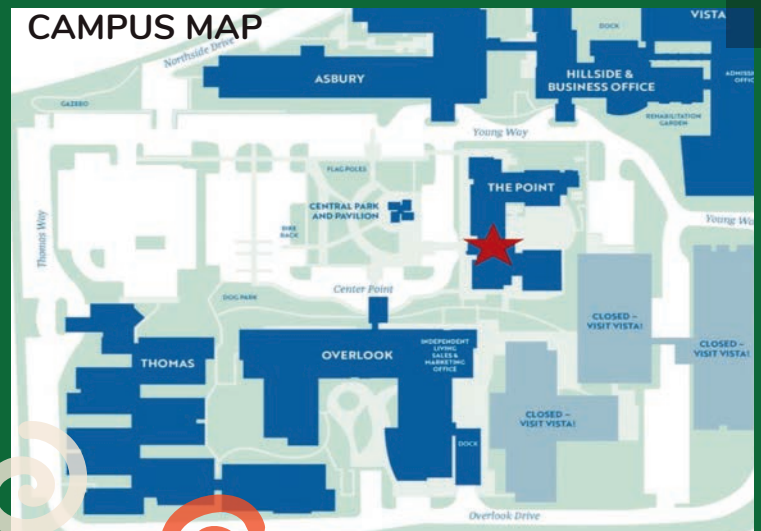 CAMPUS MAP
Northside Drive
DOCK
VISTA
ASBURY
HILLSIDE &
BUSINESS OFFICE
GAZEBO
REHABILITATION
GARDEN
Young Way
FLAG POLES
THE POINT
CENTRAL PARK
AND PAVILION
BIKE
RACK
Thomas Way
Young
Center Point
DOG PARK
CLOSED –
VISIT VISTA!
CLOSED –
VISIT VISTA!
THOMAS
OVERLOOK
INDEPENDENT
LIVING
SALES &
MARKETING
OFFICE
CLOSED –
VISIT VISTA!
DOCK
Overlook Drive